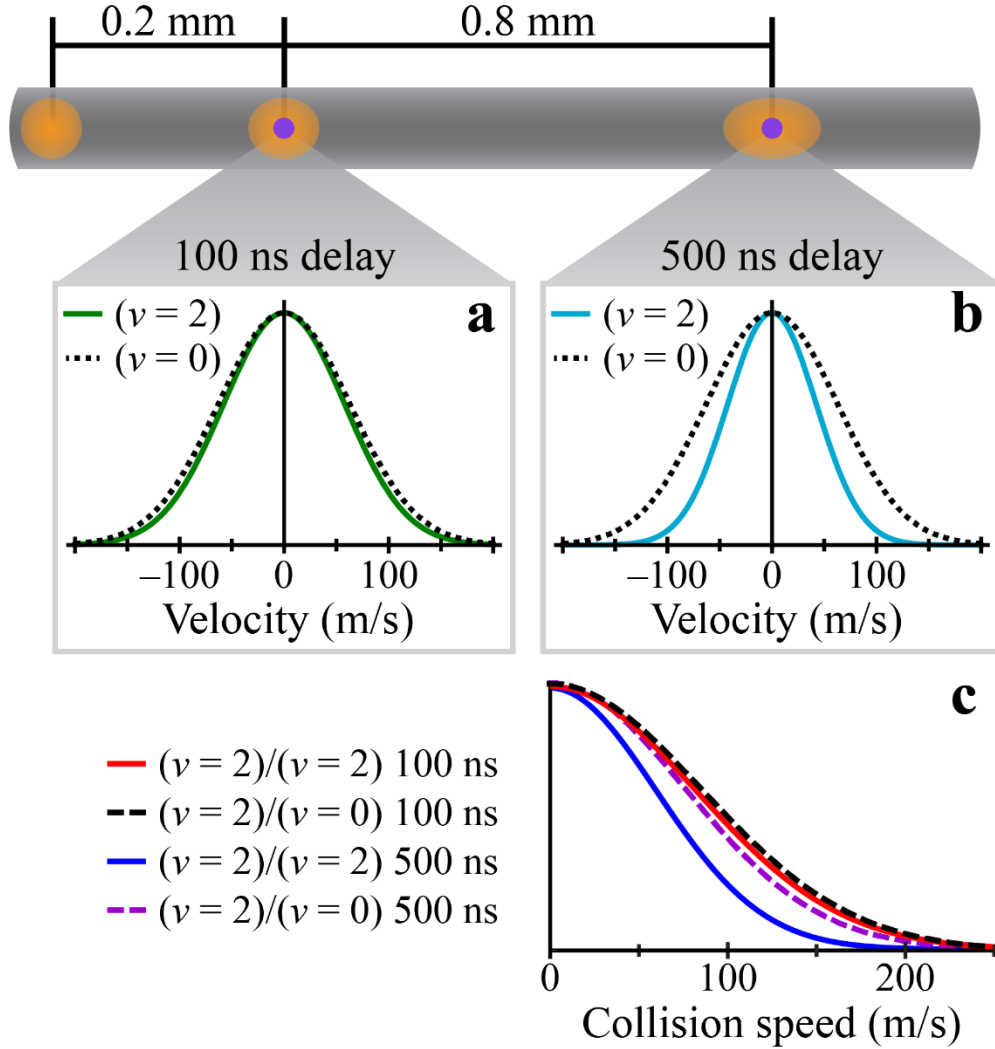 0.2 mm
0.8 mm
100 ns delay
500 ns delay
a
(v = 2)
(v = 0)
–100 0 100
Velocity (m/s)
b
(v = 2)
(v = 0)
–100 0 100
Velocity (m/s)
c
(v = 2)/(v = 2) 100 ns
(v = 2)/(v = 0) 100 ns
(v = 2)/(v = 2) 500 ns
(v = 2)/(v = 0) 500 ns
0 100 200
Collision speed (m/s)